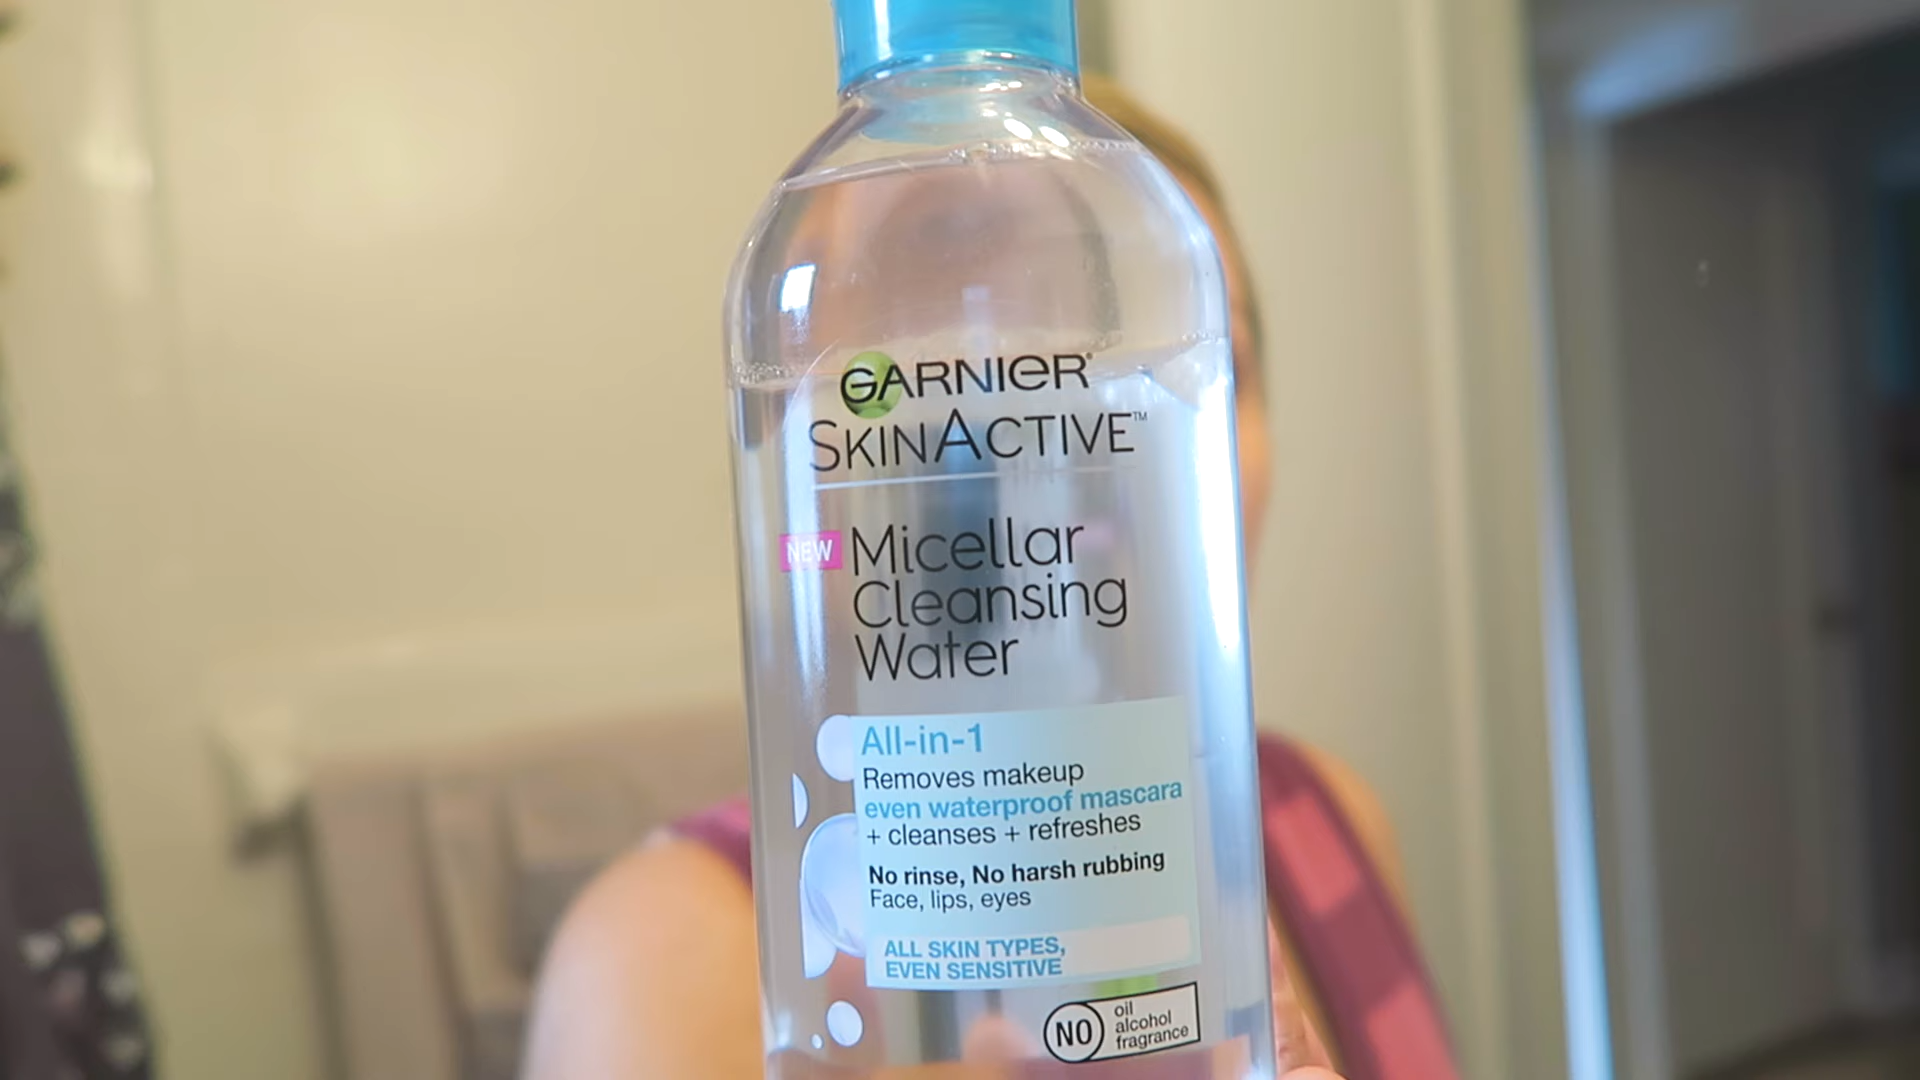 GARNIER®
SKINACTIVE™
NEW Micellar
Cleansing
Water
All-in-1
Removes makeup
even waterproof mascara
+ cleanses + refreshes
No rinse, No harsh rubbing
Face, lips, eyes
ALL SKIN TYPES,
EVEN SENSITIVE
NO oil
alcohol
fragrance